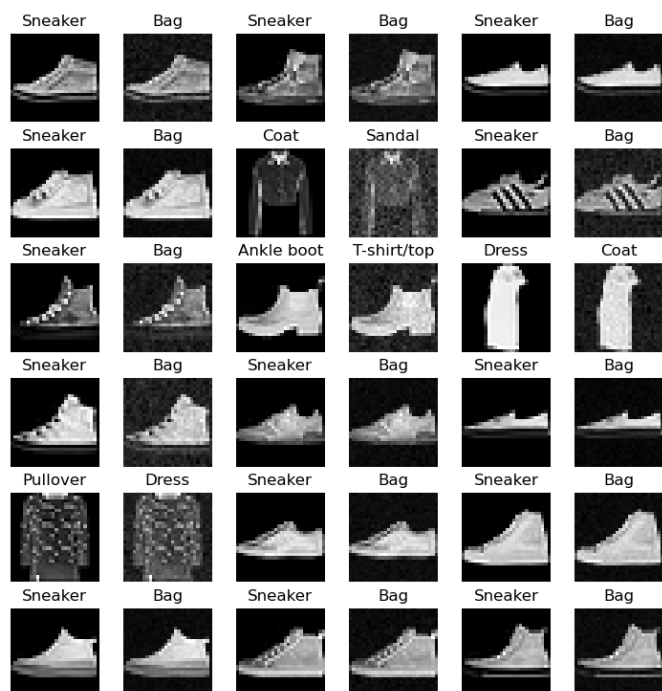 Sneaker Bag Sneaker Bag Sneaker Bag
Sneaker Bag Coat Sandal Sneaker Bag
Sneaker Bag Ankle boot T-shirt/top Dress Coat
Sneaker Bag Sneaker Bag Sneaker Bag
Pullover Dress Sneaker Bag Sneaker Bag
Sneaker Bag Sneaker Bag Sneaker Bag